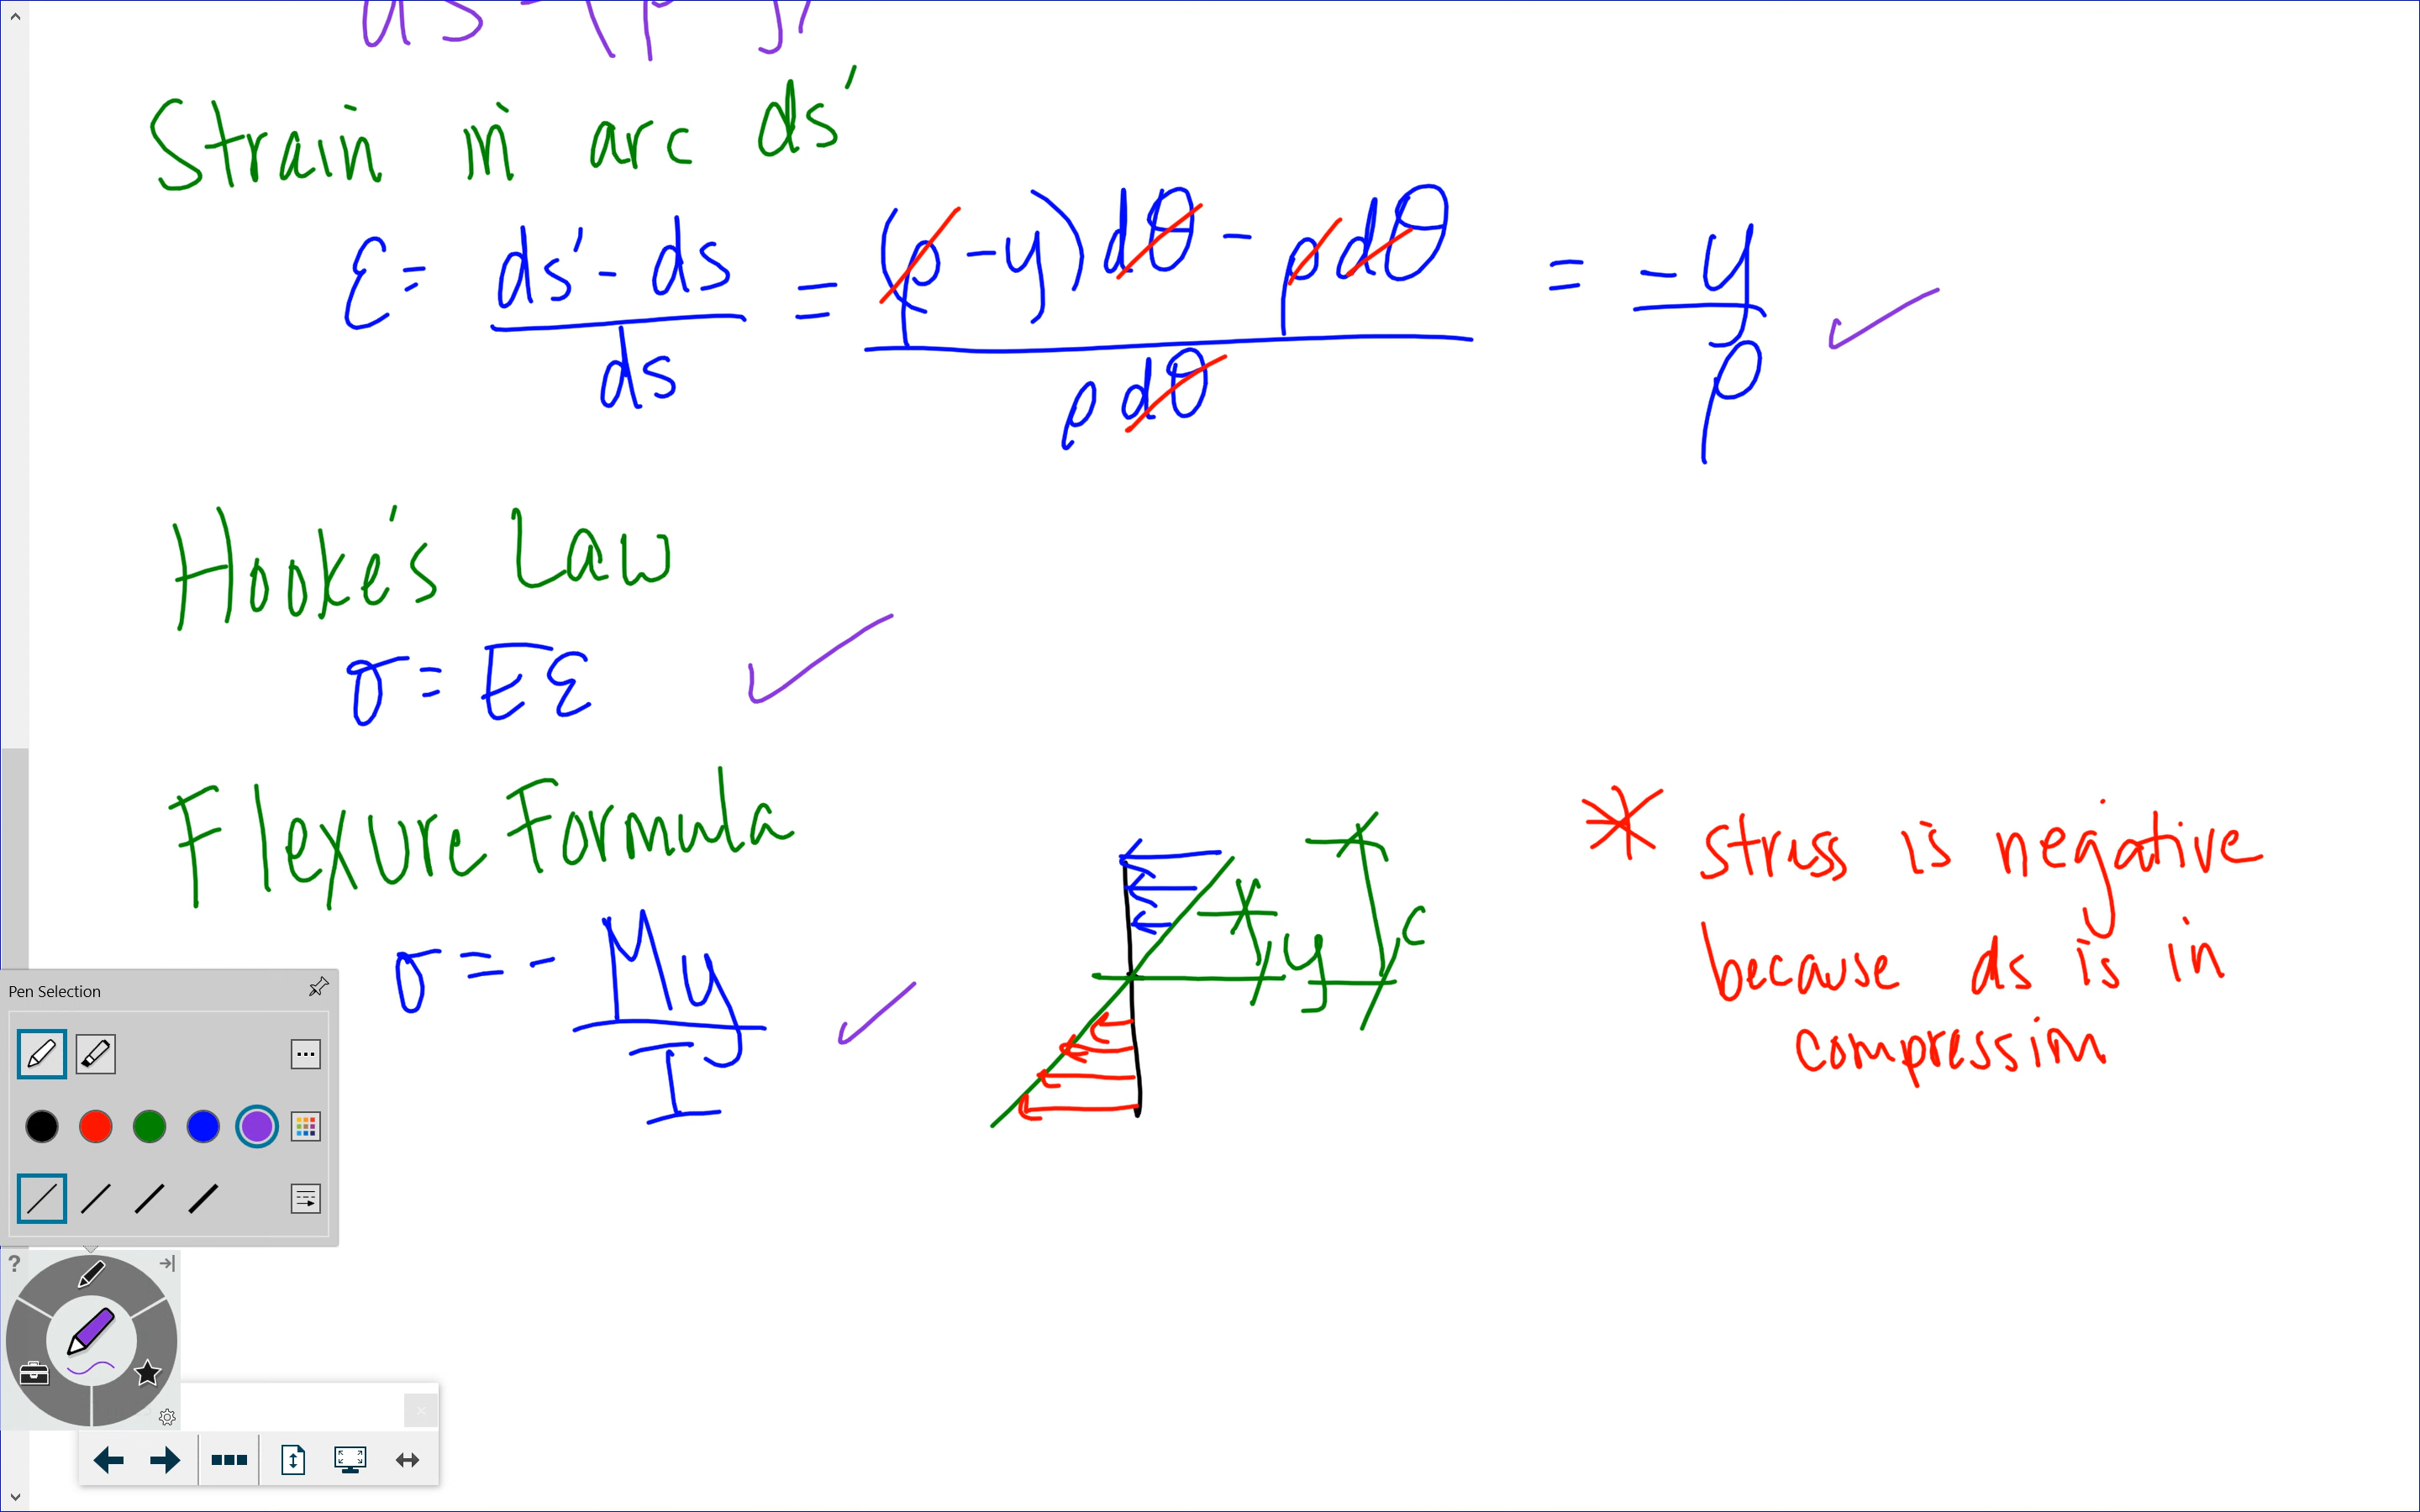 Strain in arc ds'
ε = (ds' - ds)/ds = ((ρ - y)dθ - ρdθ)/(ρdθ) = -y/ρ ✓
Hooke's Law
σ = Eε ✓
Flexure Formula
σ = - My/I ✓
y
c
* stress is negative
because ds is in
compression
Pen Selection
...
?